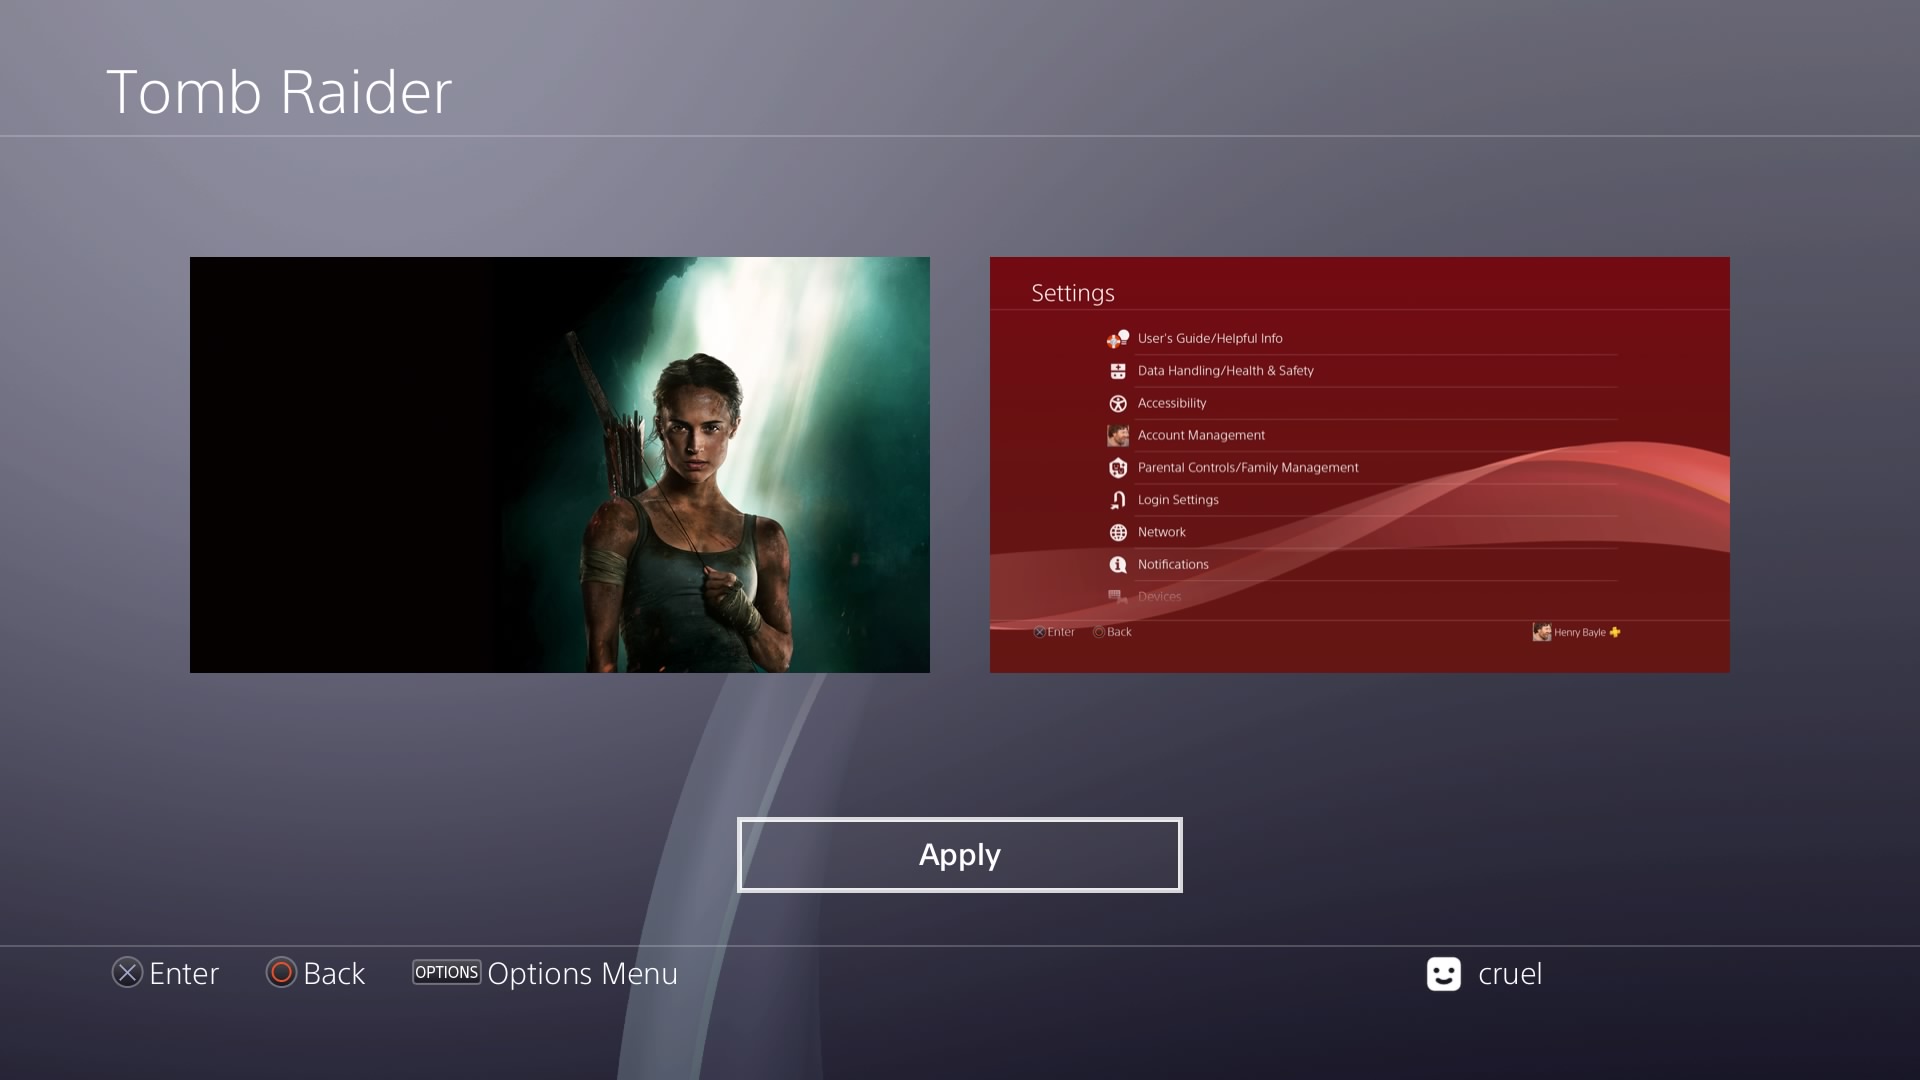 Tomb Raider
Settings
User's Guide/Helpful Info
Data Handling/Health & Safety
Accessibility
Account Management
Parental Controls/Family Management
Login Settings
Network
Notifications
Devices
Enter Back Henry Bayle
Apply
Enter Back OPTIONS Options Menu cruel